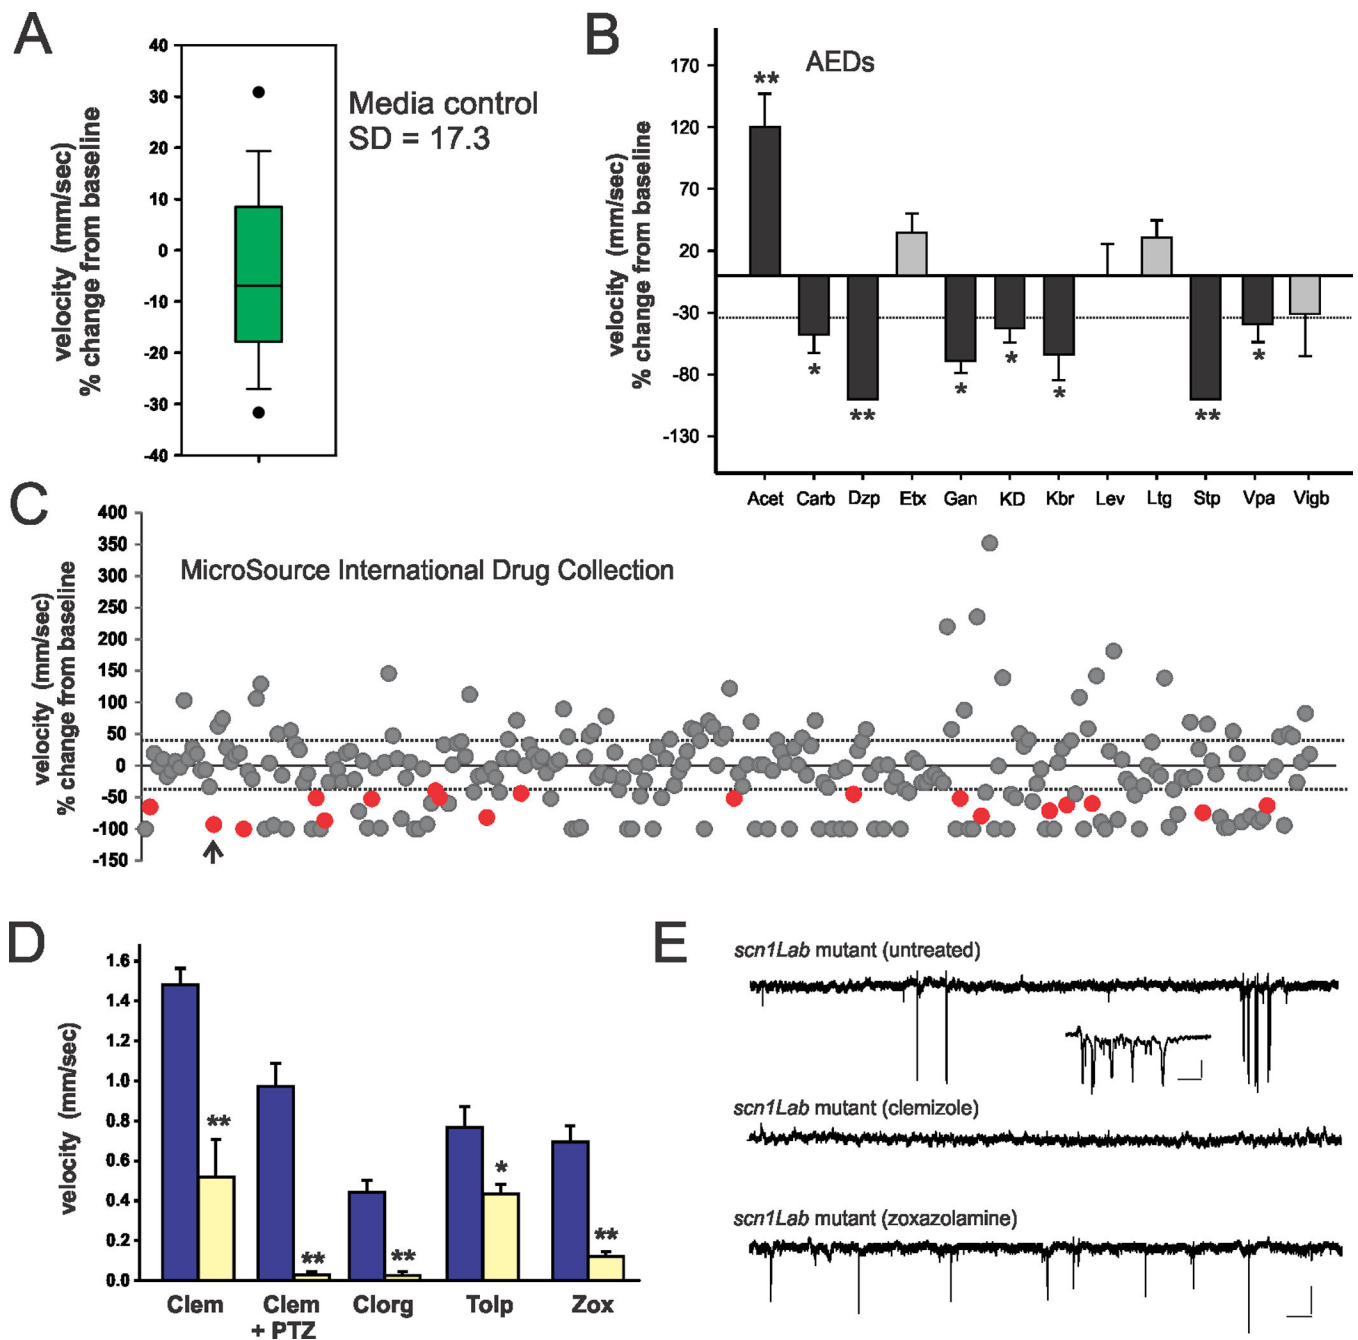 A
velocity (mm/sec)
% change from baseline
40
30
20
10
0
-10
-20
-30
-40
Media control
SD = 17.3
B
AEDs
velocity (mm/sec)
% change from baseline
170
120
70
20
-30
-80
-130
**
*
**
*
*
*
**
*
Acet Carb Dzp Etx Gan KD Kbr Lev Ltg Stp Vpa Vigb
C
MicroSource International Drug Collection
velocity (mm/sec)
% change from baseline
400
350
300
250
200
150
100
50
0
-50
-100
-150
D
velocity (mm/sec)
1.6
1.4
1.2
1.0
0.8
0.6
0.4
0.2
0.0
**
**
**
*
**
Clem Clem Clorg Tolp Zox
+ PTZ
E
scn1Lab mutant (untreated)
scn1Lab mutant (clemizole)
scn1Lab mutant (zoxazolamine)